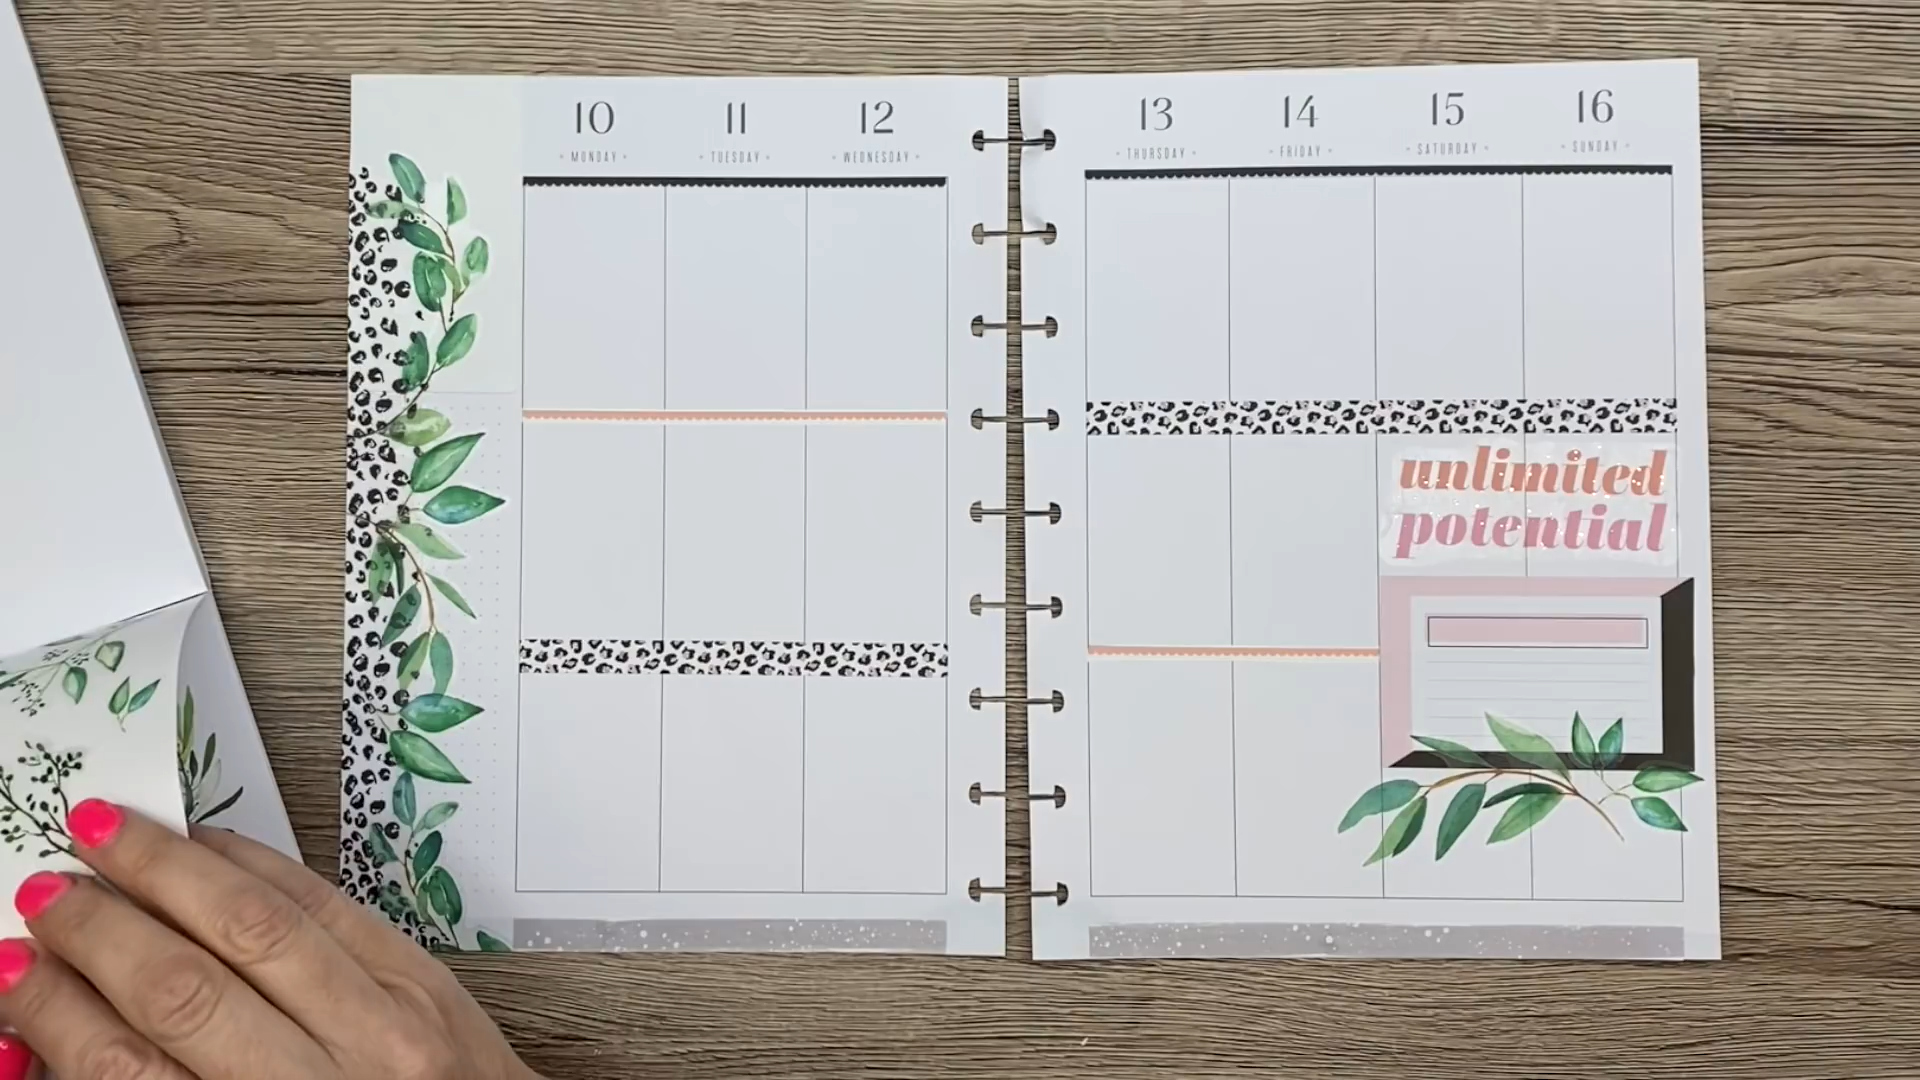 10 11 12 13 14 15 16
MONDAY TUESDAY WEDNESDAY THURSDAY FRIDAY SATURDAY SUNDAY
unlimited
potential